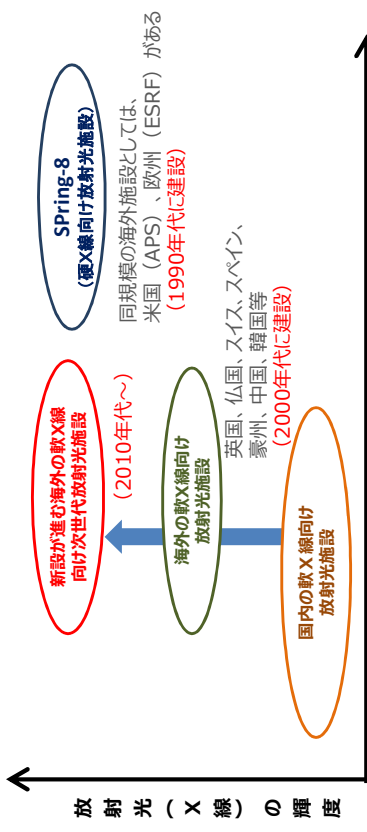 放射光（X線）の輝度
新設が進む海外の軟X線
向け次世代放射光施設
（2010年代～）
海外の軟X線向け
放射光施設
英国、仏国、スイス、スペイン、
豪州、中国、韓国等
（2000年代に建設）
国内の軟X線向け
放射光施設
SPring-8
（硬X線向け放射光施設）
同規模の海外施設としては、
米国（APS）、欧州（ESRF）がある
（1990年代に建設）